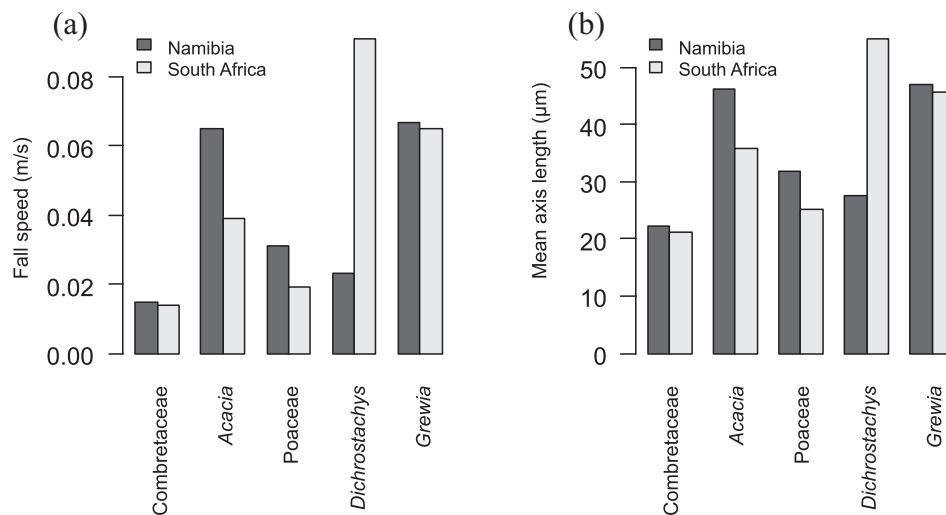 (a)
Namibia
South Africa
Fall speed (m/s)
0.08
0.06
0.04
0.02
0.00
Combretaceae
Acacia
Poaceae
Dichrostachys
Grewia
(b)
Namibia
South Africa
Mean axis length (µm)
50
40
30
20
10
0
Combretaceae
Acacia
Poaceae
Dichrostachys
Grewia